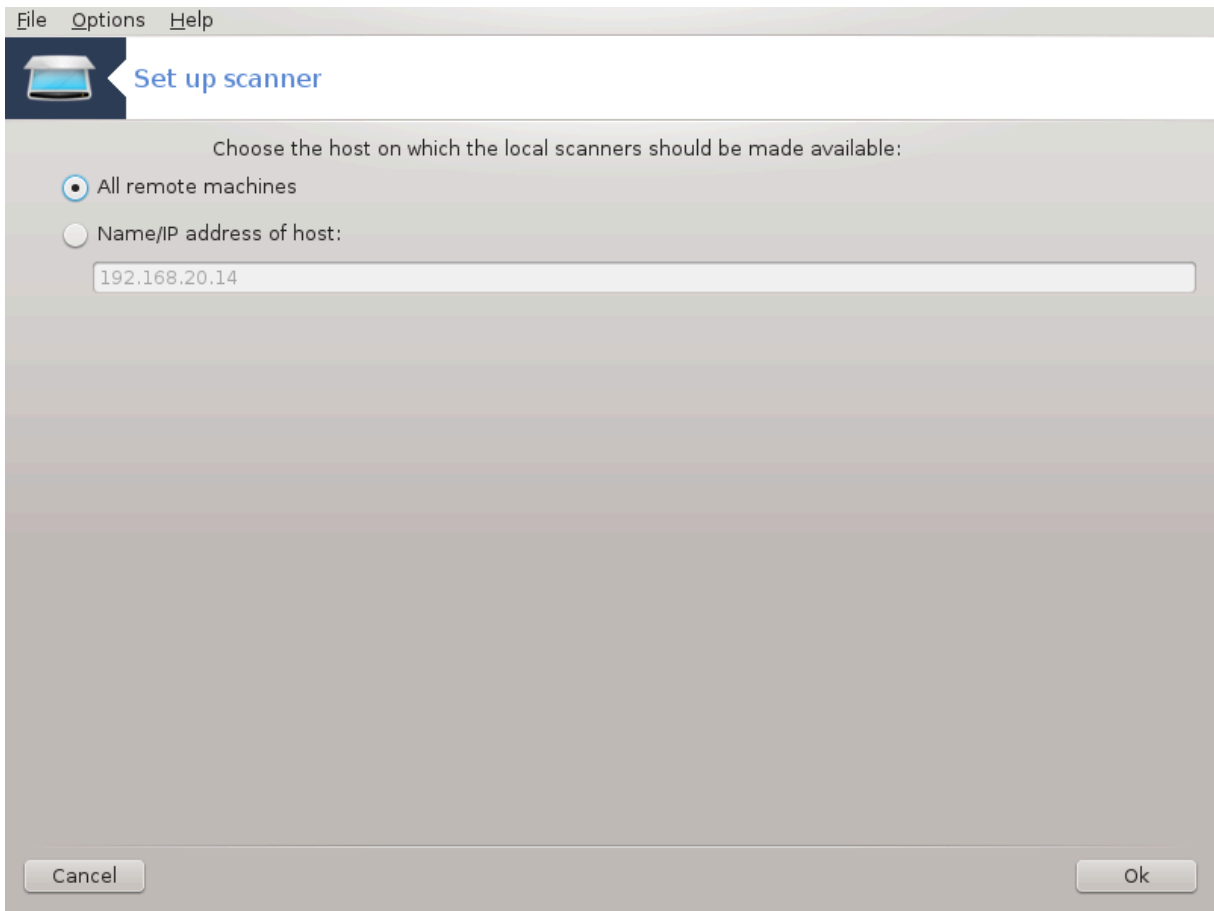 File Options Help
Set up scanner
Choose the host on which the local scanners should be made available:
All remote machines
Name/IP address of host:
192.168.20.14
Cancel Ok